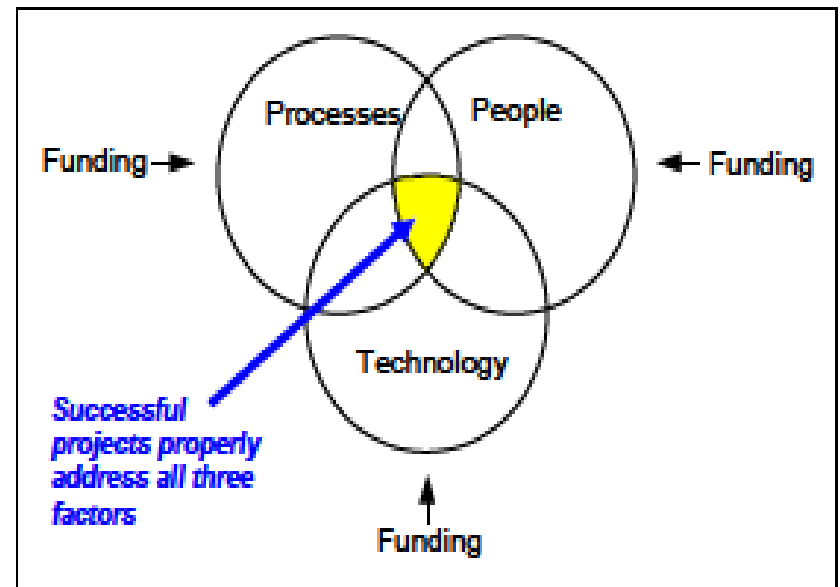 Processes
People
Funding
Funding
Technology
Successful
projects properly
address all three
factors
Funding